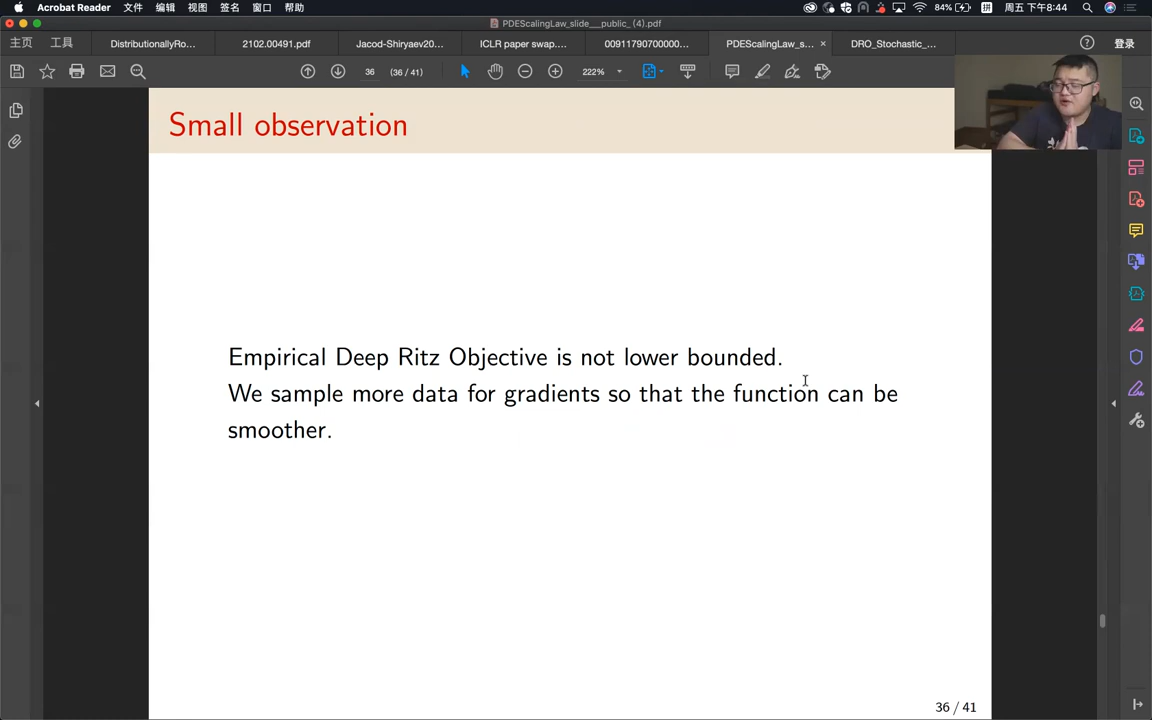 Acrobat Reader 文件 编辑 视图 签名 窗口 帮助 84% 拼 周五下午8:44
PDEScalingLaw_slide__public_ (4).pdf
主页 工具 DistributionallyRo... 2102.00491.pdf Jacod-Shiryaev20... ICLR paper swap.... 00911790700000... PDEScalingLaw_s... × DRO_Stochastic_... 登录
36 (36 / 41) 222%
Small observation
Empirical Deep Ritz Objective is not lower bounded.
We sample more data for gradients so that the function can be
smoother.
36 / 41